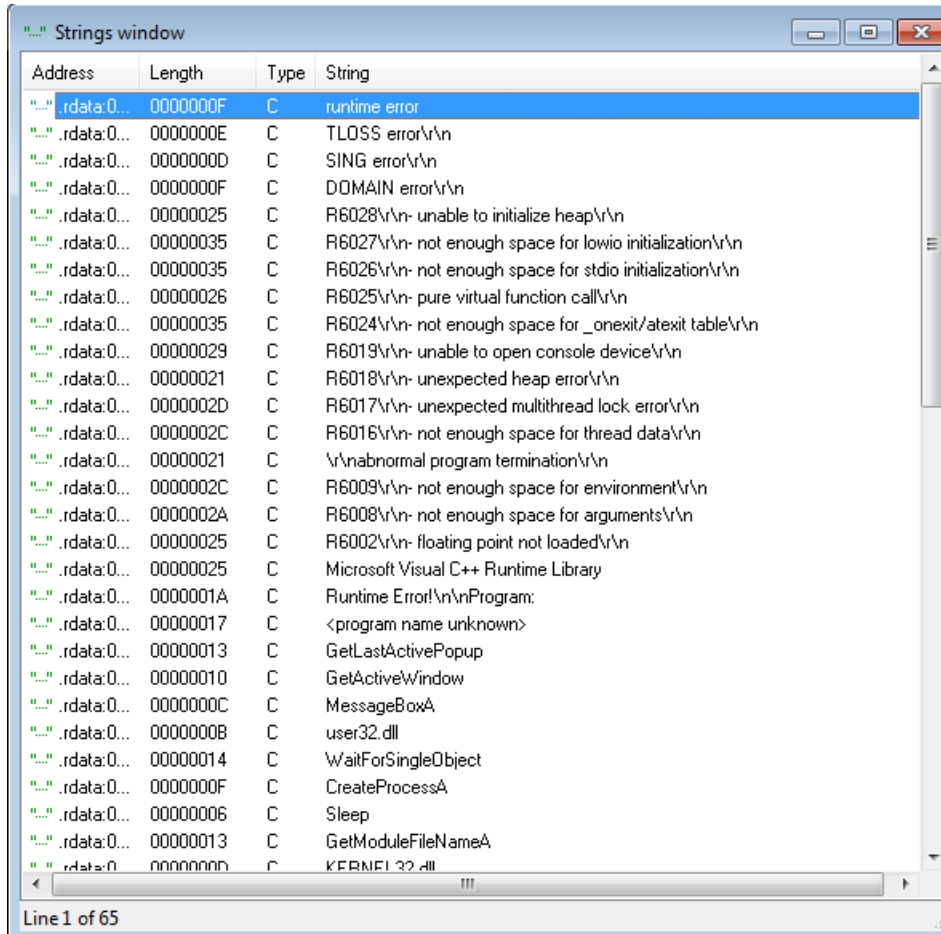 "..." Strings window
Address Length Type String
"..." .rdata:0... 0000000F C runtime error
"..." .rdata:0... 0000000E C TLOSS error\r\n
"..." .rdata:0... 0000000D C SING error\r\n
"..." .rdata:0... 0000000F C DOMAIN error\r\n
"..." .rdata:0... 00000025 C R6028\r\n- unable to initialize heap\r\n
"..." .rdata:0... 00000035 C R6027\r\n- not enough space for lowio initialization\r\n
"..." .rdata:0... 00000035 C R6026\r\n- not enough space for stdio initialization\r\n
"..." .rdata:0... 00000026 C R6025\r\n- pure virtual function call\r\n
"..." .rdata:0... 00000035 C R6024\r\n- not enough space for _onexit/atexit table\r\n
"..." .rdata:0... 00000029 C R6019\r\n- unable to open console device\r\n
"..." .rdata:0... 00000021 C R6018\r\n- unexpected heap error\r\n
"..." .rdata:0... 0000002D C R6017\r\n- unexpected multithread lock error\r\n
"..." .rdata:0... 0000002C C R6016\r\n- not enough space for thread data\r\n
"..." .rdata:0... 00000021 C \r\nabnormal program termination\r\n
"..." .rdata:0... 0000002C C R6009\r\n- not enough space for environment\r\n
"..." .rdata:0... 0000002A C R6008\r\n- not enough space for arguments\r\n
"..." .rdata:0... 00000025 C R6002\r\n- floating point not loaded\r\n
"..." .rdata:0... 00000025 C Microsoft Visual C++ Runtime Library
"..." .rdata:0... 0000001A C Runtime Error!\n\nProgram:
"..." .rdata:0... 00000017 C <program name unknown>
"..." .rdata:0... 00000013 C GetLastActivePopup
"..." .rdata:0... 00000010 C GetActiveWindow
"..." .rdata:0... 0000000C C MessageBoxA
"..." .rdata:0... 0000000B C user32.dll
"..." .rdata:0... 00000014 C WaitForSingleObject
"..." .rdata:0... 0000000F C CreateProcessA
"..." .rdata:0... 00000006 C Sleep
"..." .rdata:0... 00000013 C GetModuleFileNameA
"..." .rdata:0... 0000000D C KERNEL32.dll
Line 1 of 65